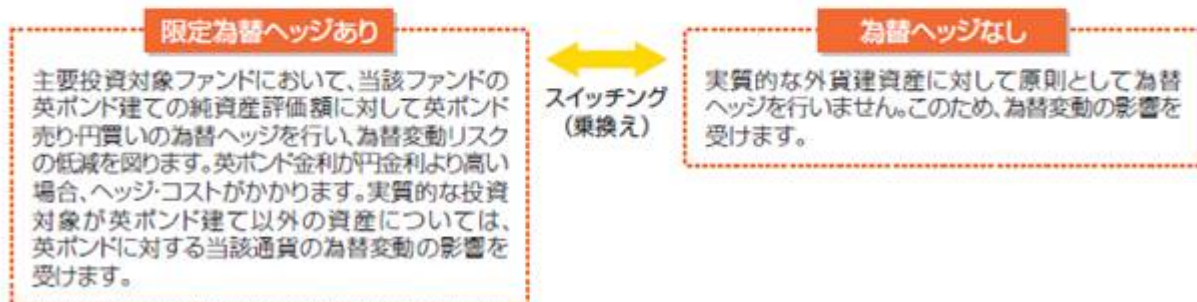 限定為替ヘッジあり
主要投資対象ファンドにおいて、当該ファンドの
英ポンド建ての純資産評価額に対して英ポンド
売り円買いの為替ヘッジを行い、為替変動リスク
の低減を図ります。英ポンド金利が円金利より高い
場合、ヘッジ・コストがかかります。実質的な投資
対象が英ポンド建て以外の資産については、
英ポンドに対する当該通貨の為替変動の影響を
受けます。
スイッチング
(乗換え)
為替ヘッジなし
実質的な外貨建資産に対して原則として為替
ヘッジを行いません。このため、為替変動の影響を
受けます。